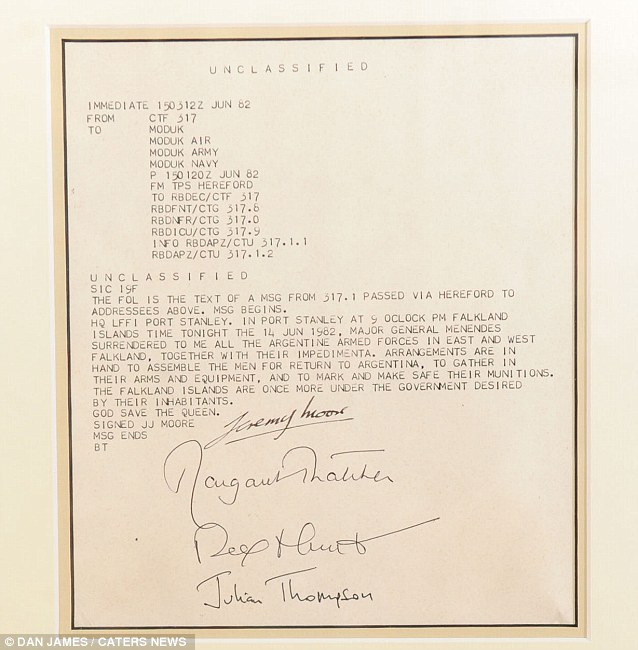 UNCLASSIFIED
IMMEDIATE 150312Z JUN 82
FROM CTF 317
TO MODUK
MODUK AIR
MODUK ARMY
MODUK NAVY
P 150120Z JUN 82
FM TPS HEREFORD
TO RBDEC/CTF 317
RBDFNT/CTG 317.8
RBDNFR/CTG 317.0
RBDICU/CTG 317.9
INFO RBDAPZ/CTU 317.1.1
RBDAPZ/CTU 317.1.2
UNCLASSIFIED
SIC 19F
THE FOL IS THE TEXT OF A MSG FROM 317.1 PASSED VIA HEREFORD TO
ADDRESSEES ABOVE. MSG BEGINS.
HQ LFFI PORT STANLEY. IN PORT STANLEY AT 9 OCLOCK PM FALKLAND
ISLANDS TIME TONIGHT THE 14 JUN 1982, MAJOR GENERAL MENENDES
SURRENDERED TO ME ALL THE ARGENTINE ARMED FORCES IN EAST AND WEST
FALKLAND, TOGETHER WITH THEIR IMPEDIMENTA. ARRANGEMENTS ARE IN
HAND TO ASSEMBLE THE MEN FOR RETURN TO ARGENTINA, TO GATHER IN
THEIR ARMS AND EQUIPMENT, AND TO MARK AND MAKE SAFE THEIR MUNITIONS.
THE FALKLAND ISLANDS ARE ONCE MORE UNDER THE GOVERNMENT DESIRED
BY THEIR INHABITANTS.
GOD SAVE THE QUEEN.
SIGNED JJ MOORE Jeremy Moore
MSG ENDS
BT
Margaret Thatcher
Rex Hunt
Julian Thompson
© DAN JAMES / CATERS NEWS